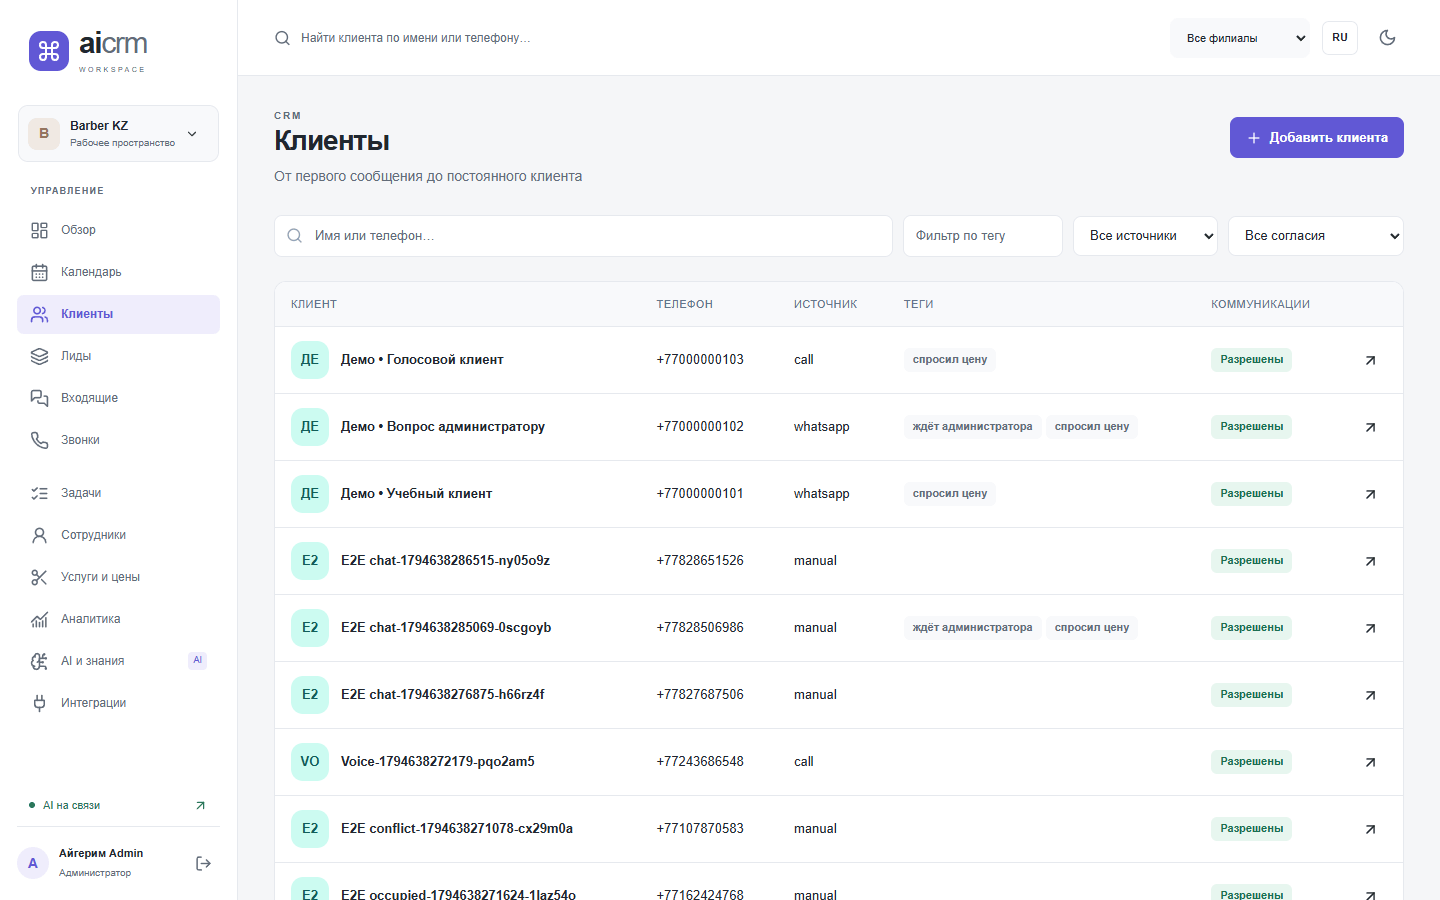 aicrm
WORKSPACE
B
Barber KZ
Рабочее пространство
УПРАВЛЕНИЕ
Обзор
Календарь
Клиенты
Лиды
Входящие
Звонки
Задачи
Сотрудники
Услуги и цены
Аналитика
AI и знания AI
Интеграции
AI на связи
A
Айгерим Admin
Администратор
Найти клиента по имени или телефону...
Все филиалы
RU
CRM
Клиенты
От первого сообщения до постоянного клиента
Добавить клиента
Имя или телефон...
Фильтр по тегу
Все источники
Все согласия
КЛИЕНТ ТЕЛЕФОН ИСТОЧНИК ТЕГИ КОММУНИКАЦИИ
ДЕ Демо • Голосовой клиент +77000000103 call спросил цену Разрешены
ДЕ Демо • Вопрос администратору +77000000102 whatsapp ждёт администратора спросил цену Разрешены
ДЕ Демо • Учебный клиент +77000000101 whatsapp спросил цену Разрешены
E2 E2E chat-1794638286515-ny05o9z +77828651526 manual Разрешены
E2 E2E chat-1794638285069-0scgoyb +77828506986 manual ждёт администратора спросил цену Разрешены
E2 E2E chat-1794638276875-h66rz4f +77827687506 manual Разрешены
VO Voice-1794638272179-pqo2am5 +77243686548 call Разрешены
E2 E2E conflict-1794638271078-cx29m0a +77107870583 manual Разрешены
E2 E2E occupied-1794638271624-1laz54o +77162424768 manual Разрешены